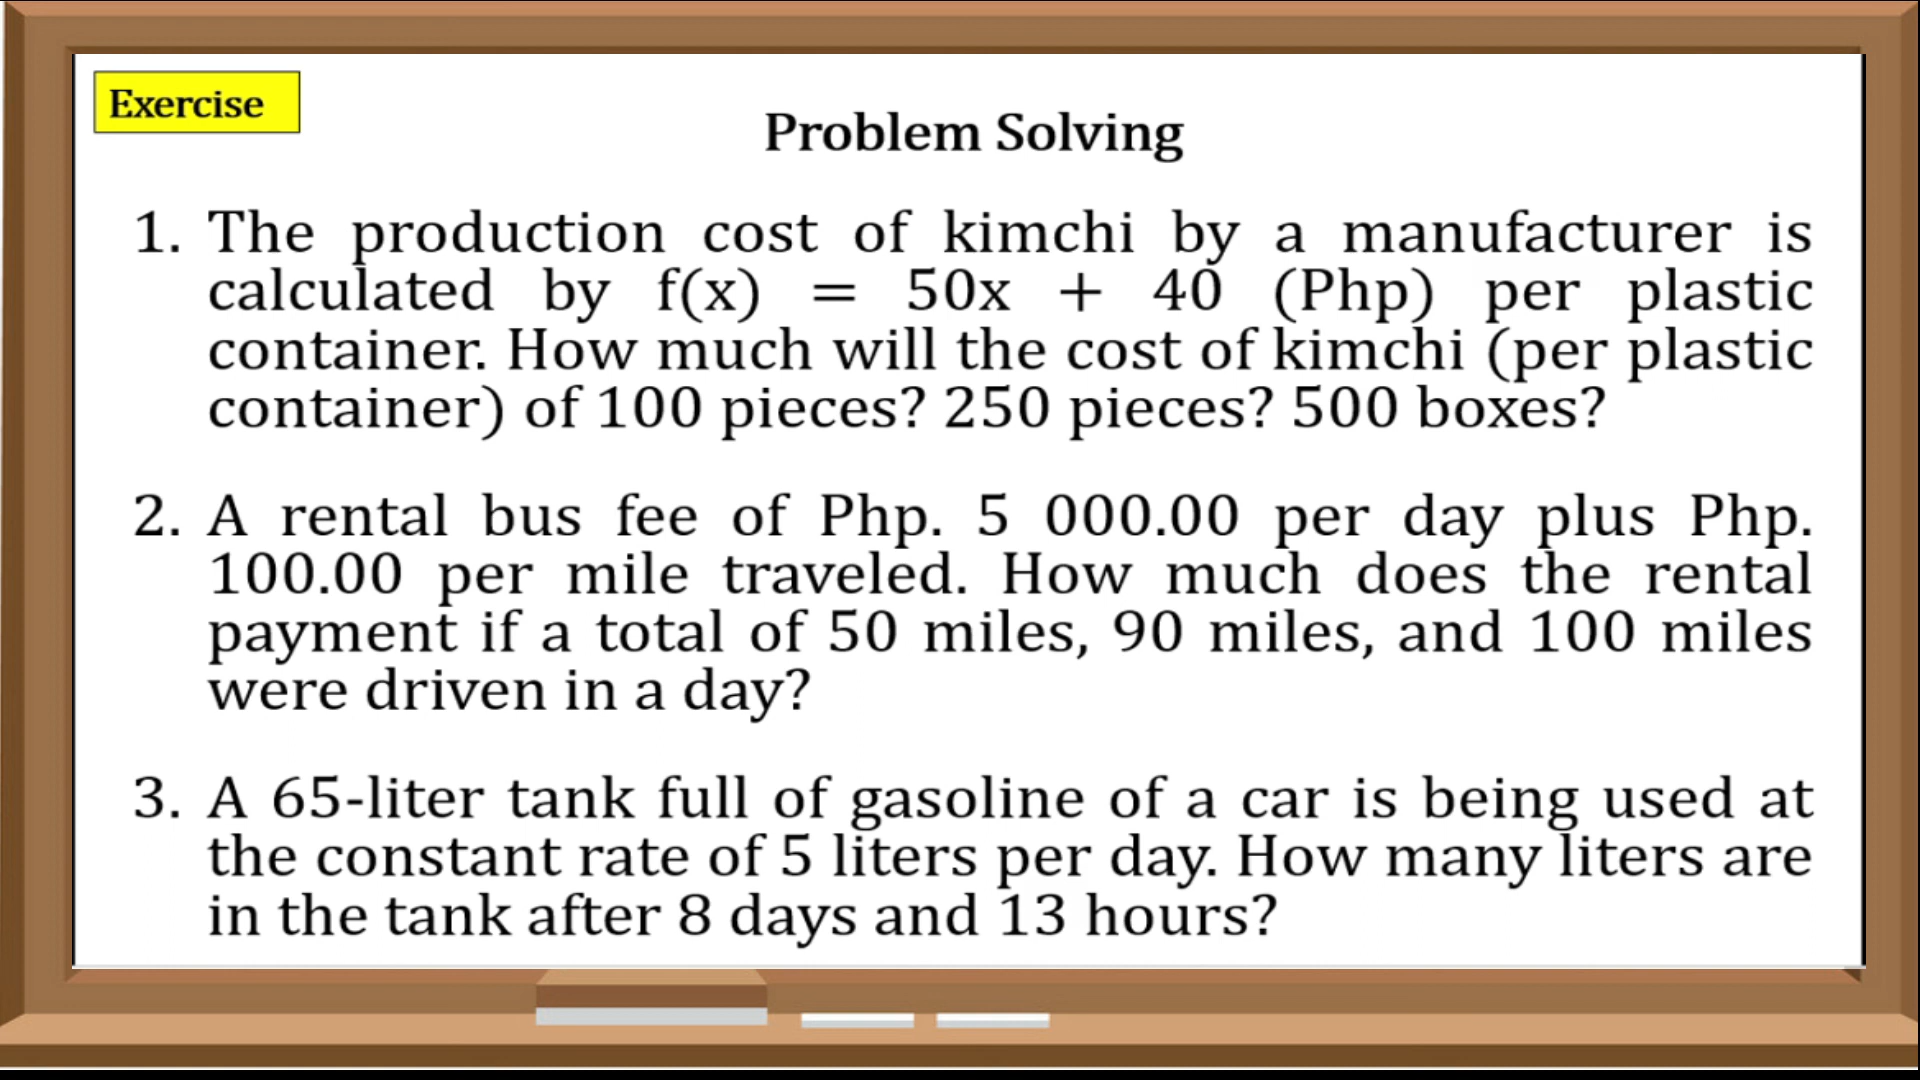 Exercise
Problem Solving
1. The production cost of kimchi by a manufacturer is
calculated by f(x) = 50x + 40 (Php) per plastic
container. How much will the cost of kimchi (per plastic
container) of 100 pieces? 250 pieces? 500 boxes?
2. A rental bus fee of Php. 5 000.00 per day plus Php.
100.00 per mile traveled. How much does the rental
payment if a total of 50 miles, 90 miles, and 100 miles
were driven in a day?
3. A 65-liter tank full of gasoline of a car is being used at
the constant rate of 5 liters per day. How many liters are
in the tank after 8 days and 13 hours?